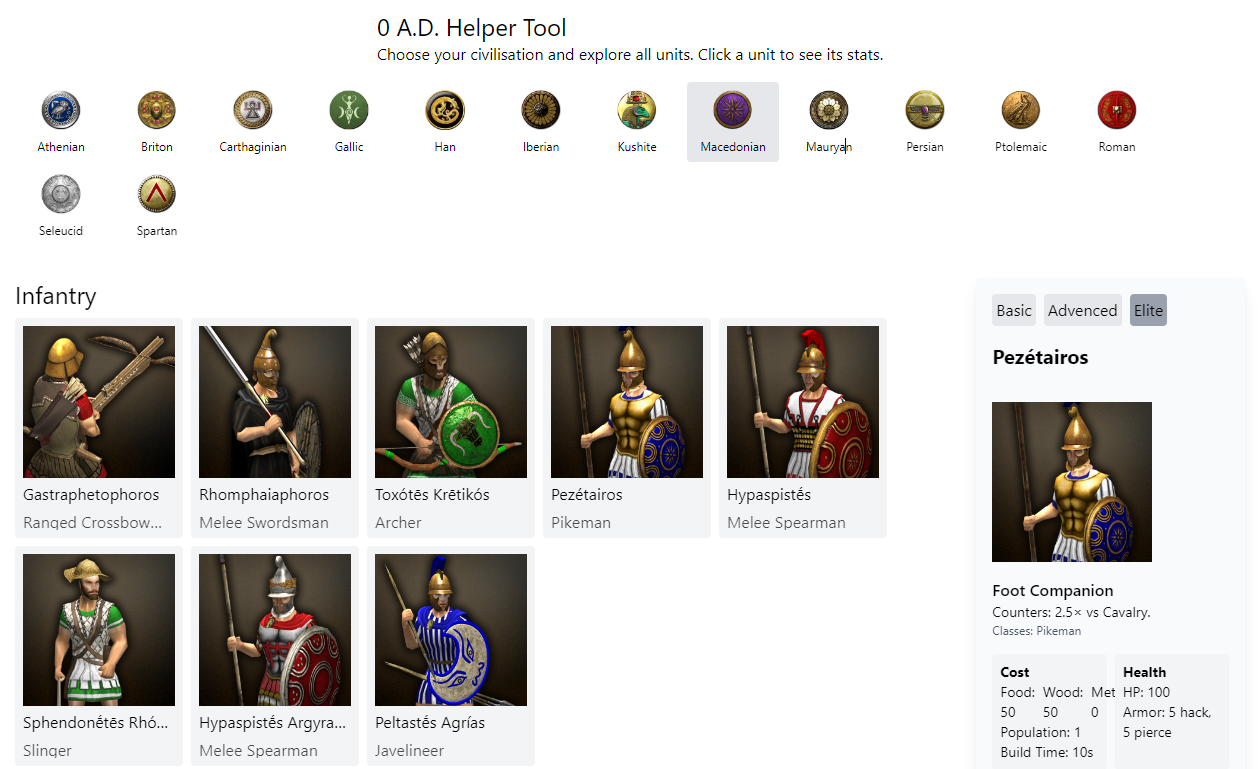 0 A.D. Helper Tool
Choose your civilisation and explore all units. Click a unit to see its stats.
Athenian
Briton
Carthaginian
Gallic
Han
Iberian
Kushite
Macedonian
Mauryan
Persian
Ptolemaic
Roman
Seleucid
Spartan
Infantry
Gastraphetophoros
Ranged Crossbow...
Rhomphaiaphoros
Melee Swordsman
Toxótēs Krētikós
Archer
Pezétairos
Pikeman
Hypaspistḗs
Melee Spearman
Sphendonḗtēs Rhó...
Slinger
Hypaspistḗs Argyra...
Melee Spearman
Peltastḗs Agrías
Javelineer
Basic
Advenced
Elite
Pezétairos
Foot Companion
Counters: 2.5× vs Cavalry.
Classes: Pikeman
Cost
Food: Wood: Met
50 50 0
Population: 1
Build Time: 10s
Health
HP: 100
Armor: 5 hack,
5 pierce